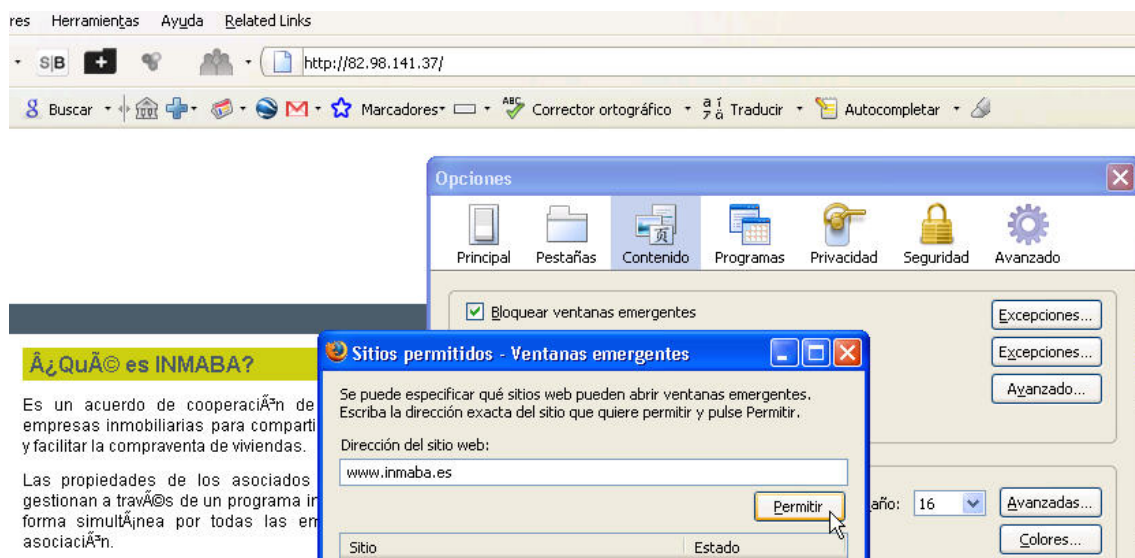 res Herramientas Ayuda Related Links
S|B
http://82.98.141.37/
Buscar Marcadores Corrector ortográfico Traducir Autocompletar
Opciones
Principal Pestañas Contenido Programas Privacidad Seguridad Avanzado
Bloquear ventanas emergentes
Excepciones...
Excepciones...
Avanzado...
Â¿QuÃ© es INMABA?
Es un acuerdo de cooperaciÃ³n de
empresas inmobiliarias para comparti
y facilitar la compraventa de viviendas.
Las propiedades de los asociados
gestionan a travÃ©s de un programa in
forma simultÃ¡nea por todas las em
asociaciÃ³n.
Sitios permitidos - Ventanas emergentes
Se puede especificar qué sitios web pueden abrir ventanas emergentes.
Escriba la dirección exacta del sitio que quiere permitir y pulse Permitir.
Dirección del sitio web:
www.inmaba.es
Permitir
Sitio Estado
año: 16 Avanzadas...
Colores...